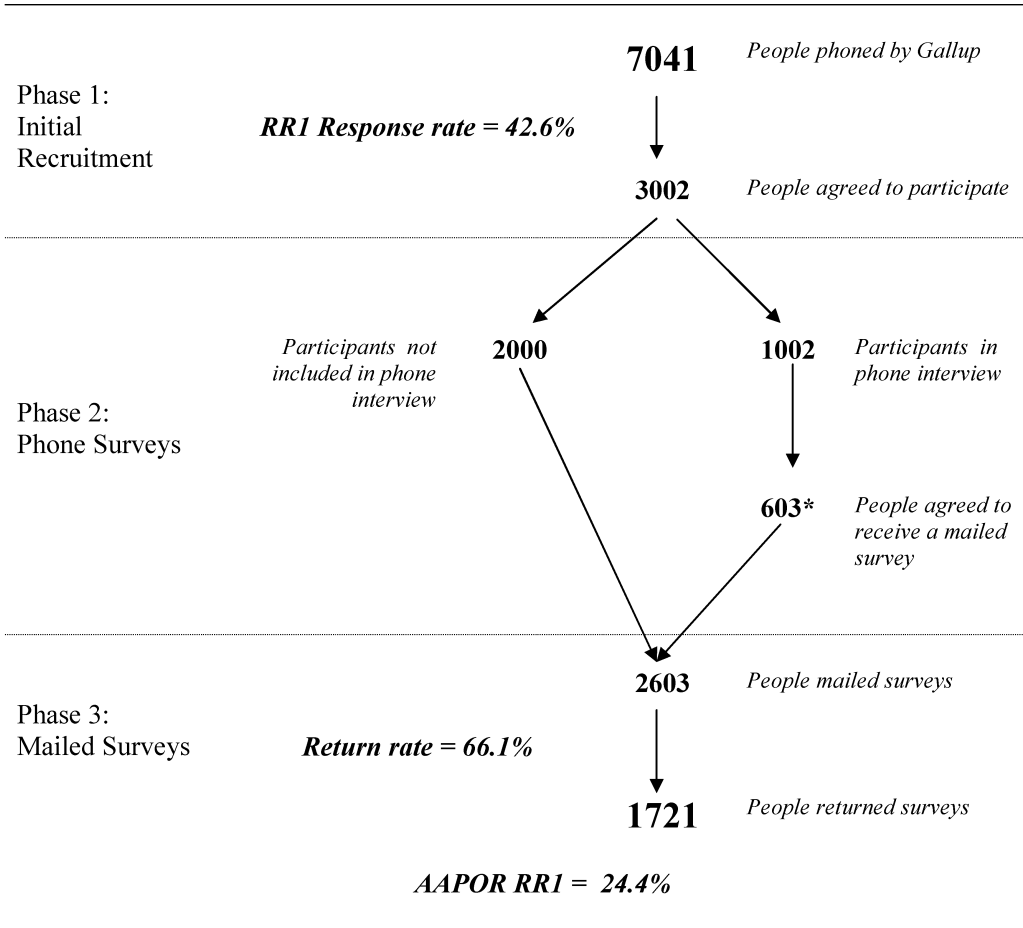 7041
People phoned by Gallup
Phase 1:
Initial
Recruitment
RR1 Response rate = 42.6%
3002
People agreed to participate
Participants not
included in phone
interview
2000
1002
Participants in
phone interview
Phase 2:
Phone Surveys
603*
People agreed to
receive a mailed
survey
2603
People mailed surveys
Phase 3:
Mailed Surveys
Return rate = 66.1%
1721
People returned surveys
AAPOR RR1 = 24.4%